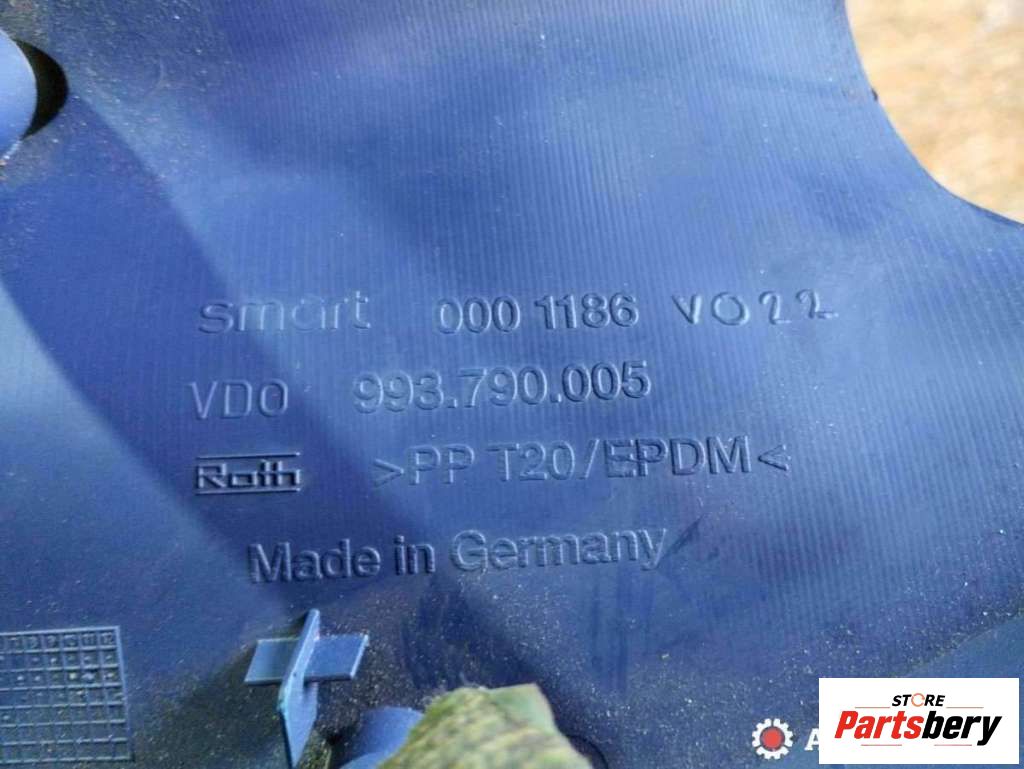 smart 000 1186 V022
VDO 993.790.005
Roth >PP T20/EPDM<
Made in Germany
STORE
Partsbery
A